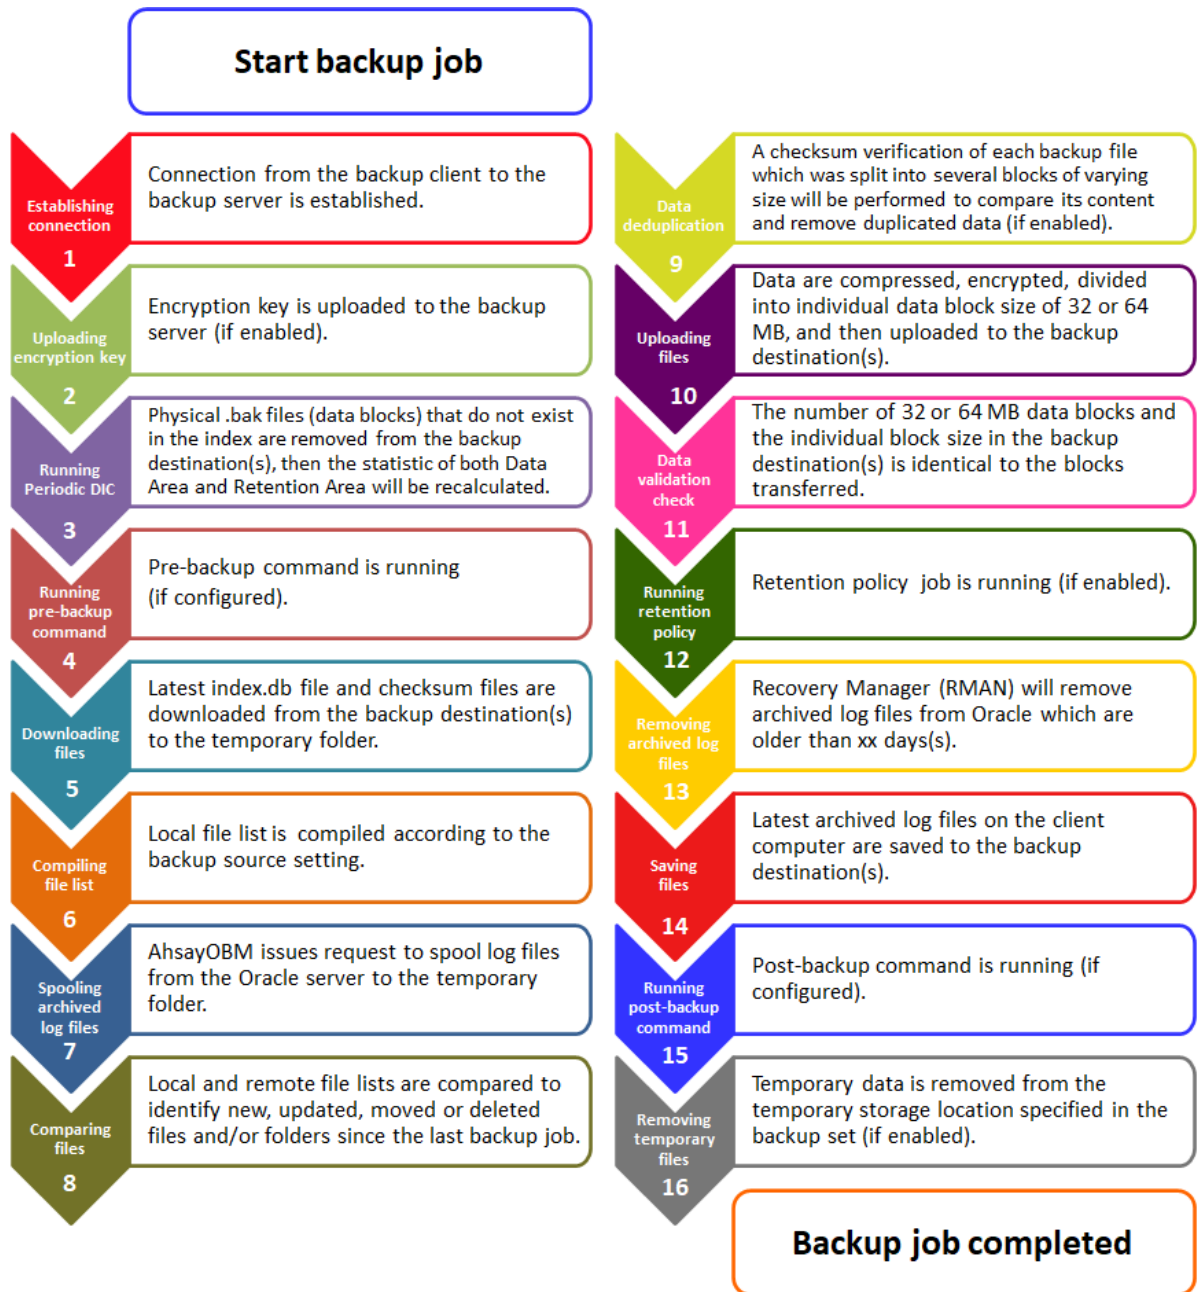 Start backup job
Establishing
connection
1
Connection from the backup client to the
backup server is established.
Uploading
encryption key
2
Encryption key is uploaded to the backup
server (if enabled).
Running
Periodic DIC
3
Physical .bak files (data blocks) that do not exist
in the index are removed from the backup
destination(s), then the statistic of both Data
Area and Retention Area will be recalculated.
Running
pre-backup
command
4
Pre-backup command is running
(if configured).
Downloading
files
5
Latest index.db file and checksum files are
downloaded from the backup destination(s)
to the temporary folder.
Compiling
file list
6
Local file list is compiled according to the
backup source setting.
Spooling
archived
log files
7
AhsayOBM issues request to spool log files
from the Oracle server to the temporary
folder.
Comparing
files
8
Local and remote file lists are compared to
identify new, updated, moved or deleted
files and/or folders since the last backup job.
Data
deduplication
9
A checksum verification of each backup file
which was split into several blocks of varying
size will be performed to compare its content
and remove duplicated data (if enabled).
Uploading
files
10
Data are compressed, encrypted, divided
into individual data block size of 32 or 64
MB, and then uploaded to the backup
destination(s).
Data
validation
check
11
The number of 32 or 64 MB data blocks and
the individual block size in the backup
destination(s) is identical to the blocks
transferred.
Running
retention
policy
12
Retention policy job is running (if enabled).
Removing
archived log
files
13
Recovery Manager (RMAN) will remove
archived log files from Oracle which are
older than xx days(s).
Saving
files
14
Latest archived log files on the client
computer are saved to the backup
destination(s).
Running
post-backup
command
15
Post-backup command is running (if
configured).
Removing
temporary
files
16
Temporary data is removed from the
temporary storage location specified in the
backup set (if enabled).
Backup job completed